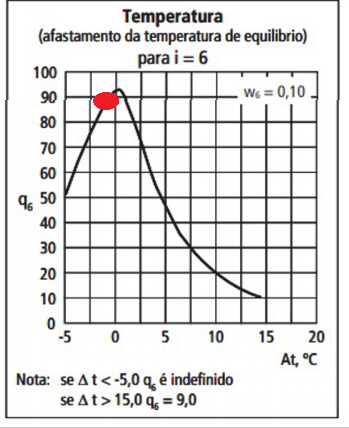 Temperatura
(afastamento da temperatura de equilibrio)
para i = 6
w₆ = 0,10
100
90
80
70
60
50
40
30
20
10
0
q₆
-5 0 5 10 15 20
Δt, ºC
Nota: se Δ t < -5,0 q₆ é indefinido
se Δ t > 15,0 q₆ = 9,0